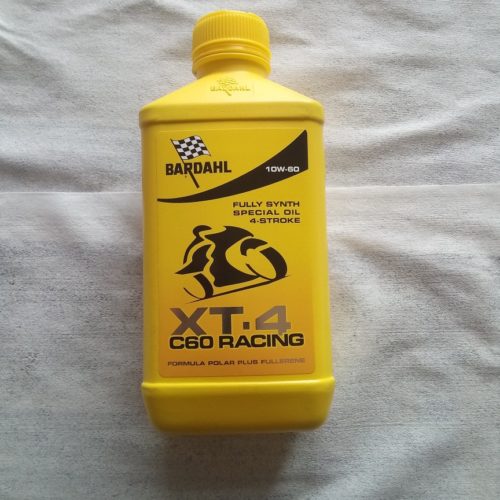 BARDAHL
BARDAHL
10W-60
FULLY SYNTH
SPECIAL OIL
4-STROKE
XT-4
C60 RACING
FORMULA POLAR PLUS FULLERENE